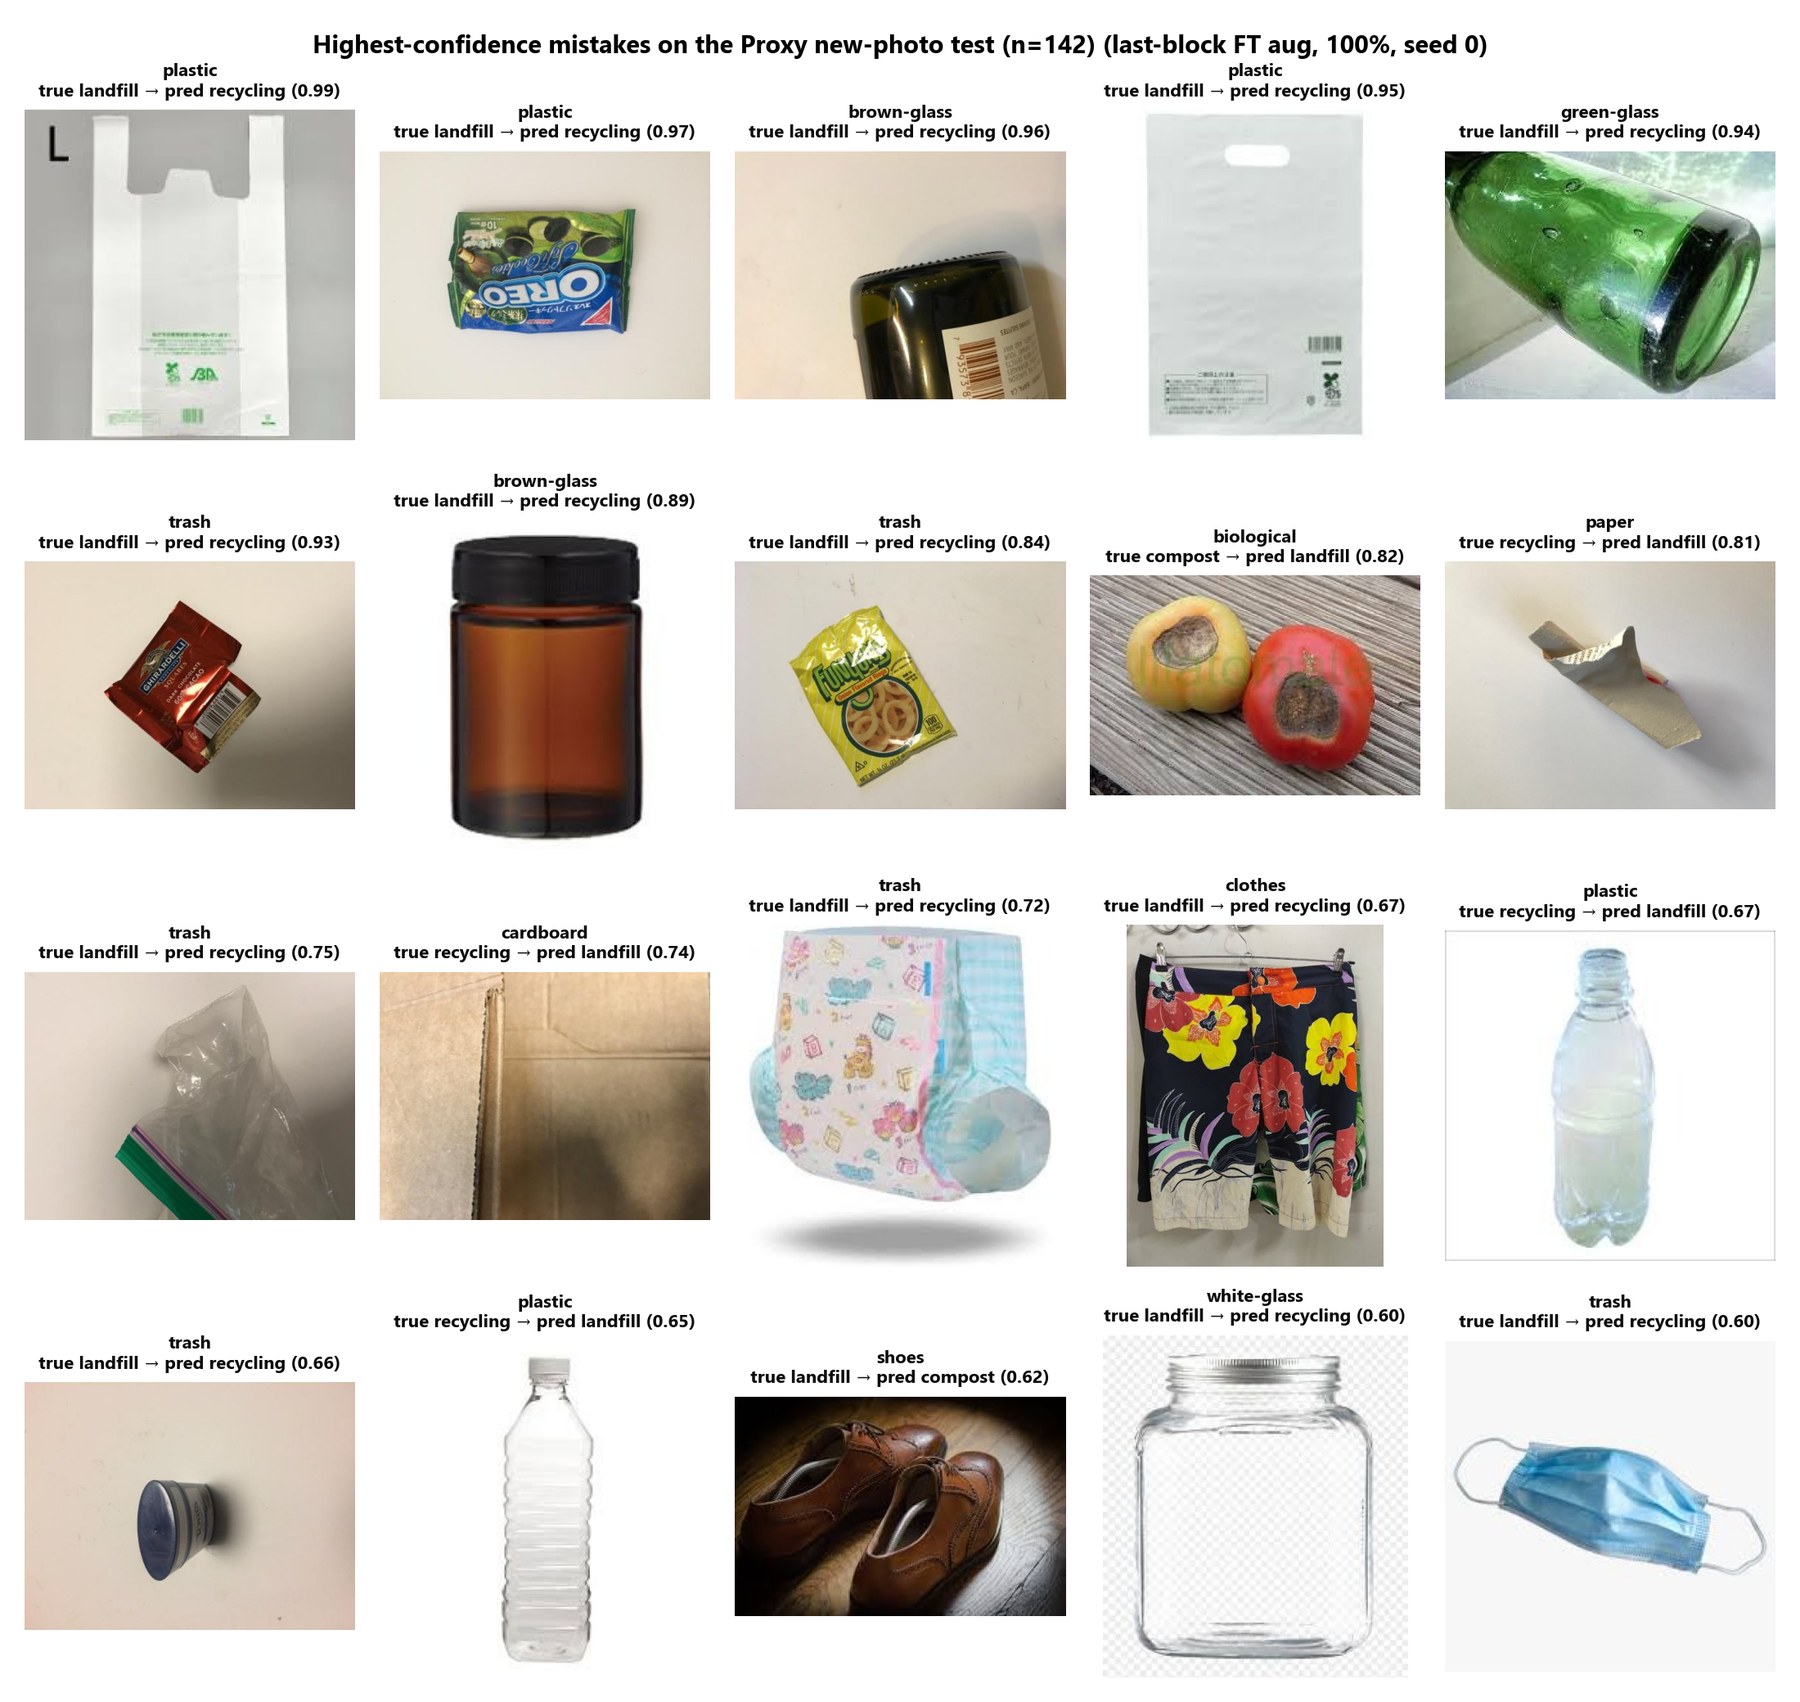 Highest-confidence mistakes on the Proxy new-photo test (n=142) (last-block FT aug, 100%, seed 0)
plastic
true landfill → pred recycling (0.99)
L
plastic
true landfill → pred recycling (0.97)
OREO
brown-glass
true landfill → pred recycling (0.96)
plastic
true landfill → pred recycling (0.95)
green-glass
true landfill → pred recycling (0.94)
trash
true landfill → pred recycling (0.93)
GHIRARDELLI
SQUARES
brown-glass
true landfill → pred recycling (0.89)
trash
true landfill → pred recycling (0.84)
biological
true compost → pred landfill (0.82)
paper
true recycling → pred landfill (0.81)
trash
true landfill → pred recycling (0.75)
cardboard
true recycling → pred landfill (0.74)
trash
true landfill → pred recycling (0.72)
clothes
true landfill → pred recycling (0.67)
plastic
true recycling → pred landfill (0.67)
trash
true landfill → pred recycling (0.66)
plastic
true recycling → pred landfill (0.65)
shoes
true landfill → pred compost (0.62)
white-glass
true landfill → pred recycling (0.60)
trash
true landfill → pred recycling (0.60)